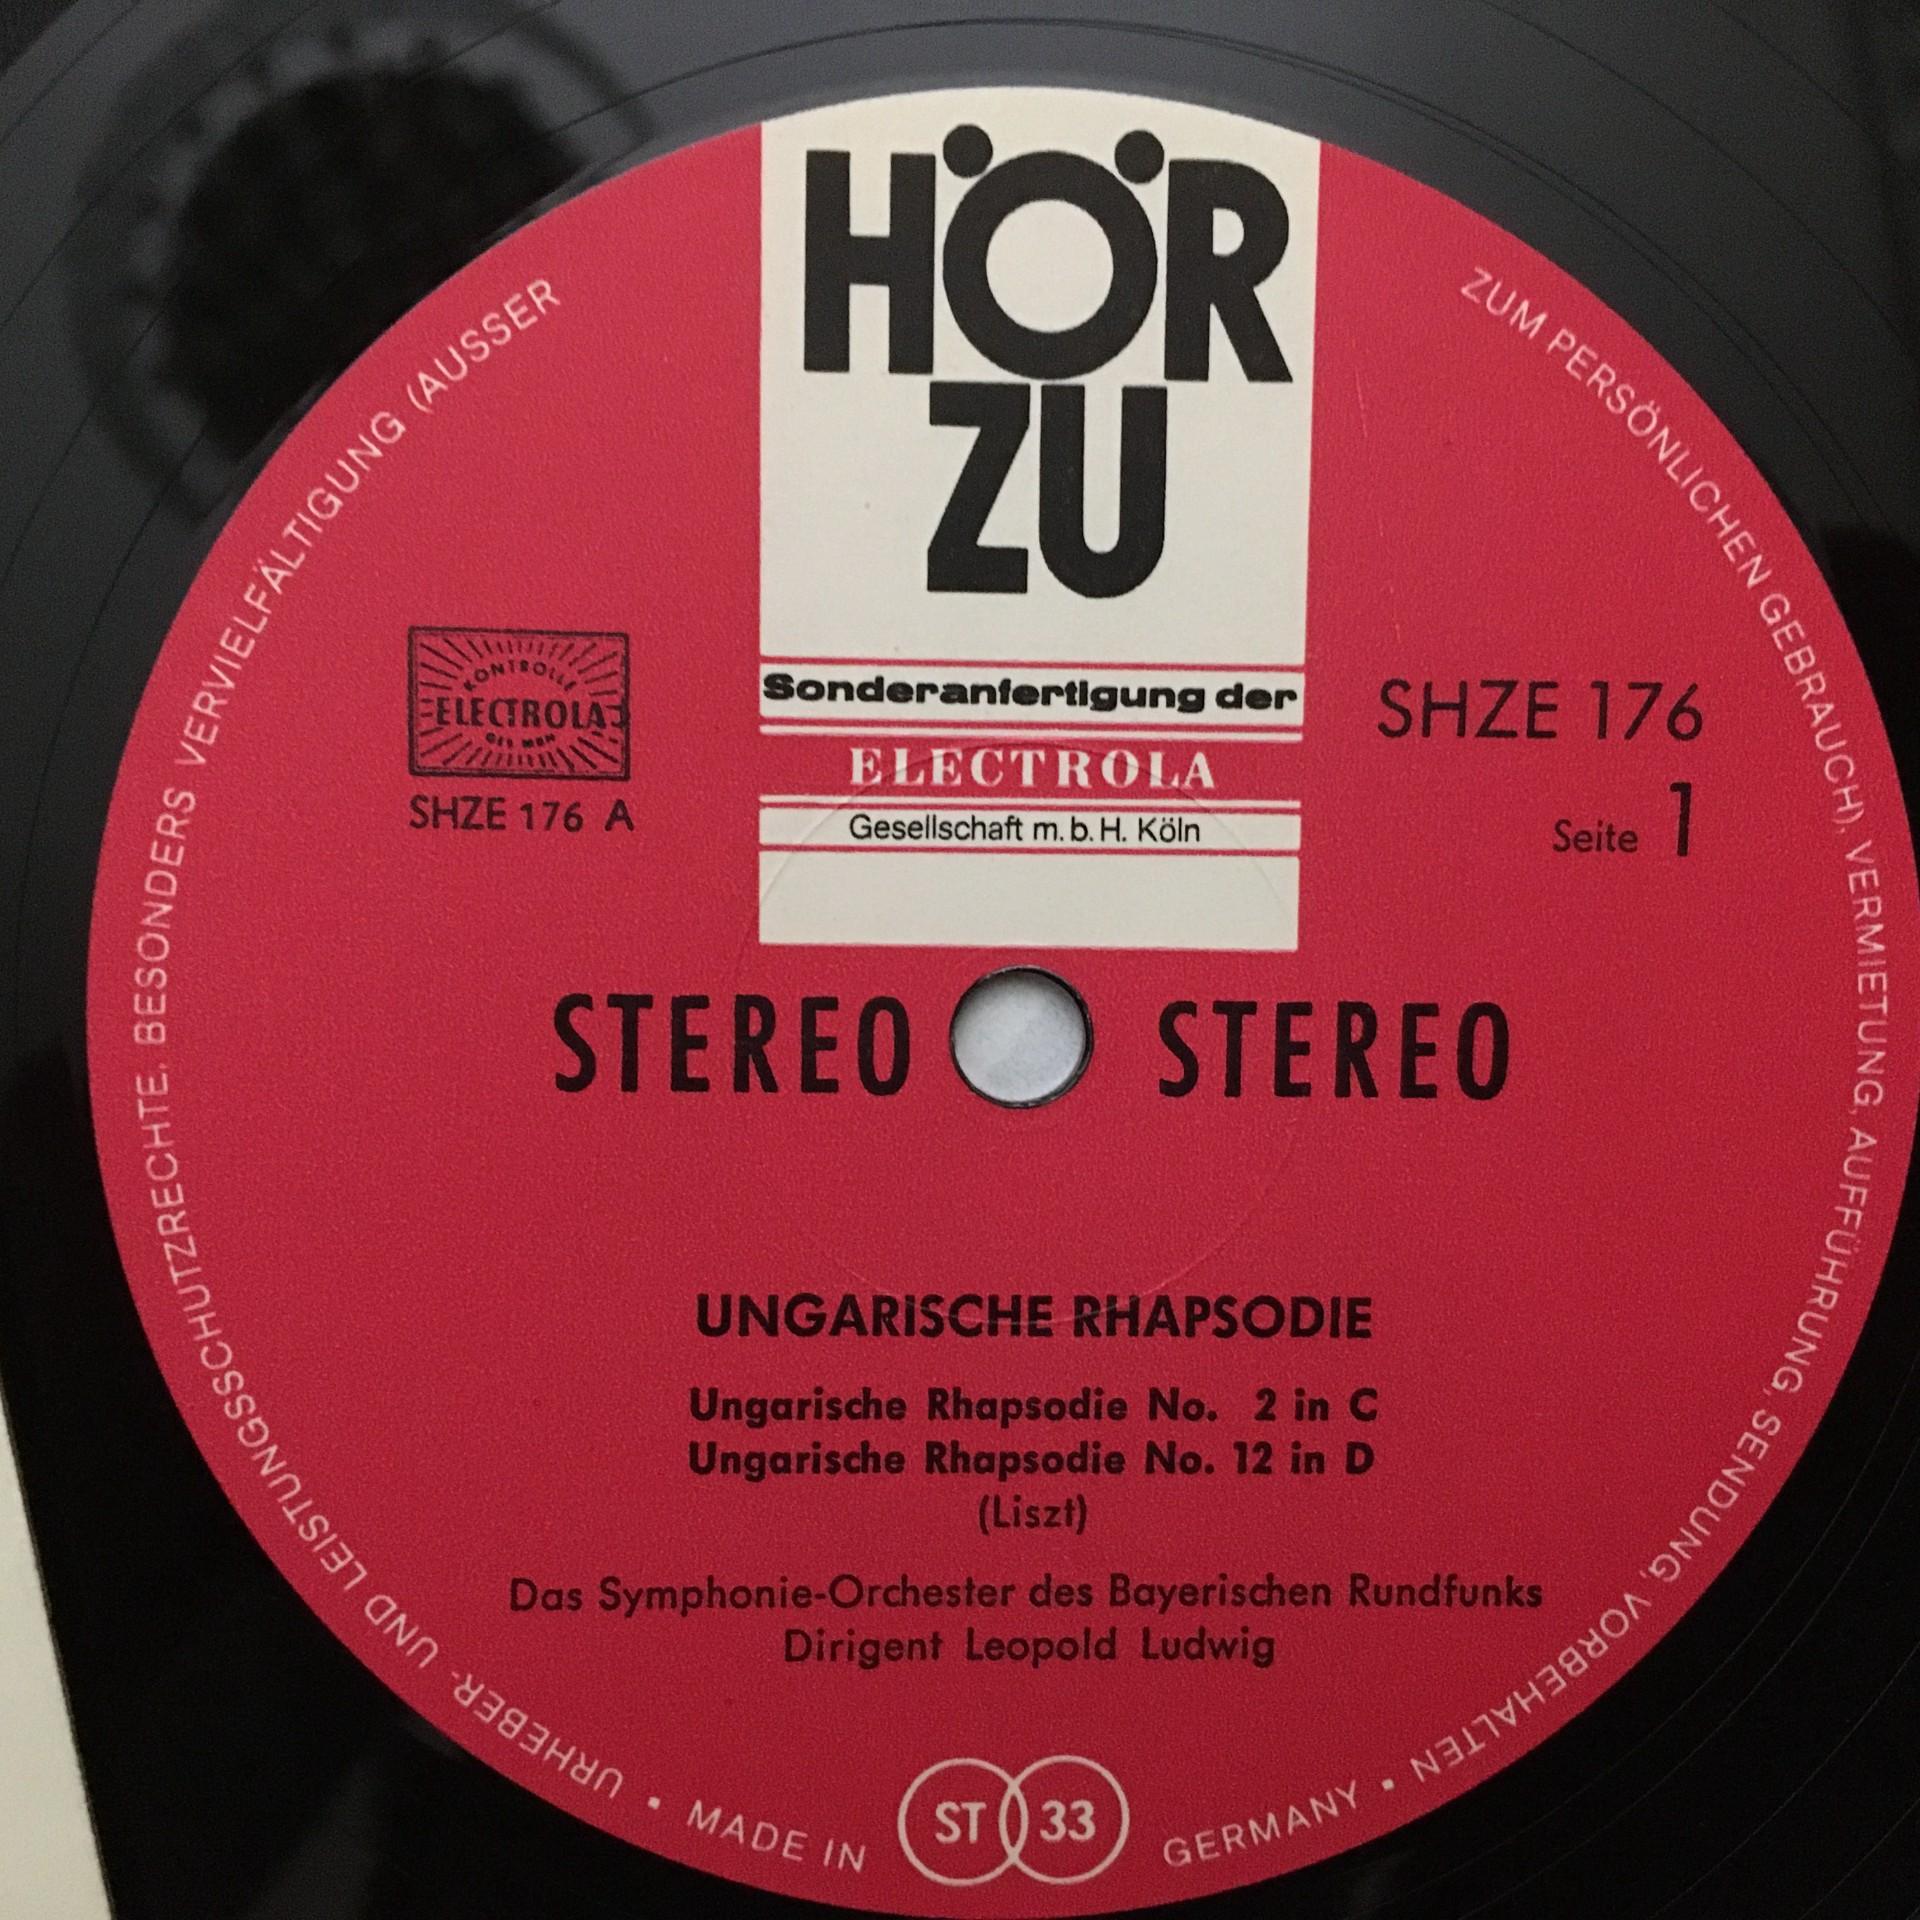 HÖR
ZU
Sonderanfertigung der
ELECTROLA
Gesellschaft m.b.H. Köln
KONTROLLE
ELECTROLA
GES MBH
SHZE 176 A
SHZE 176
Seite 1
STEREO STEREO
UNGARISCHE RHAPSODIE
Ungarische Rhapsodie No. 2 in C
Ungarische Rhapsodie No. 12 in D
(Liszt)
Das Symphonie-Orchester des Bayerischen Rundfunks
Dirigent Leopold Ludwig
ST 33
MADE IN GERMANY
URHEBER- UND LEISTUNGSSCHUTZRECHTE, BESONDERS VERVIELFÄLTIGUNG (AUSSER
ZUM PERSÖNLICHEN GEBRAUCH), VERMIETUNG, AUFFÜHRUNG, SENDUNG, VORBEHALTEN